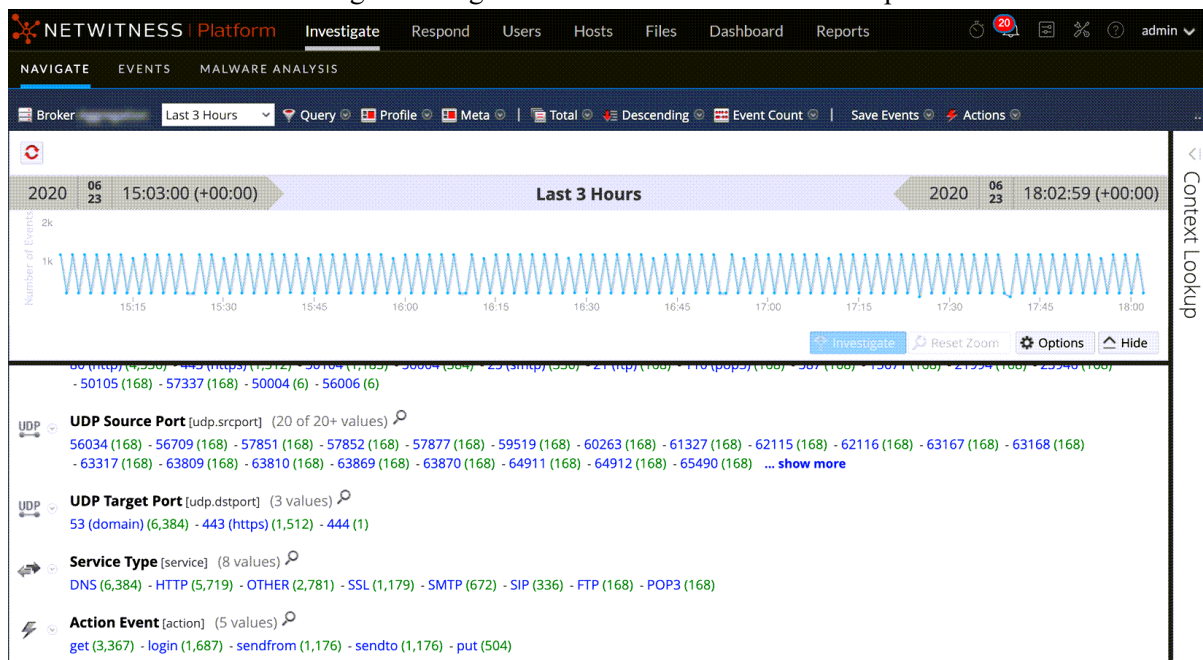 NETWITNESS | Platform Investigate Respond Users Hosts Files Dashboard Reports 20 admin
NAVIGATE EVENTS MALWARE ANALYSIS
Broker Last 3 Hours Query Profile Meta | Total Descending Event Count | Save Events Actions ..
Context Lookup
2020 06 23 15:03:00 (+00:00) Last 3 Hours 2020 06 23 18:02:59 (+00:00)
Number of Events
2k
1k
15:15 15:30 15:45 16:00 16:15 16:30 16:45 17:00 17:15 17:30 17:45 18:00
Investigate Reset Zoom Options Hide
- 50105 (168) - 57337 (168) - 50004 (6) - 56006 (6)
UDP UDP Source Port [udp.srcport] (20 of 20+ values)
56034 (168) - 56709 (168) - 57851 (168) - 57852 (168) - 57877 (168) - 59519 (168) - 60263 (168) - 61327 (168) - 62115 (168) - 62116 (168) - 63167 (168) - 63168 (168)
- 63317 (168) - 63809 (168) - 63810 (168) - 63869 (168) - 63870 (168) - 64911 (168) - 64912 (168) - 65490 (168) ... show more
UDP UDP Target Port [udp.dstport] (3 values)
53 (domain) (6,384) - 443 (https) (1,512) - 444 (1)
Service Type [service] (8 values)
DNS (6,384) - HTTP (5,719) - OTHER (2,781) - SSL (1,179) - SMTP (672) - SIP (336) - FTP (168) - POP3 (168)
Action Event [action] (5 values)
get (3,367) - login (1,687) - sendfrom (1,176) - sendto (1,176) - put (504)